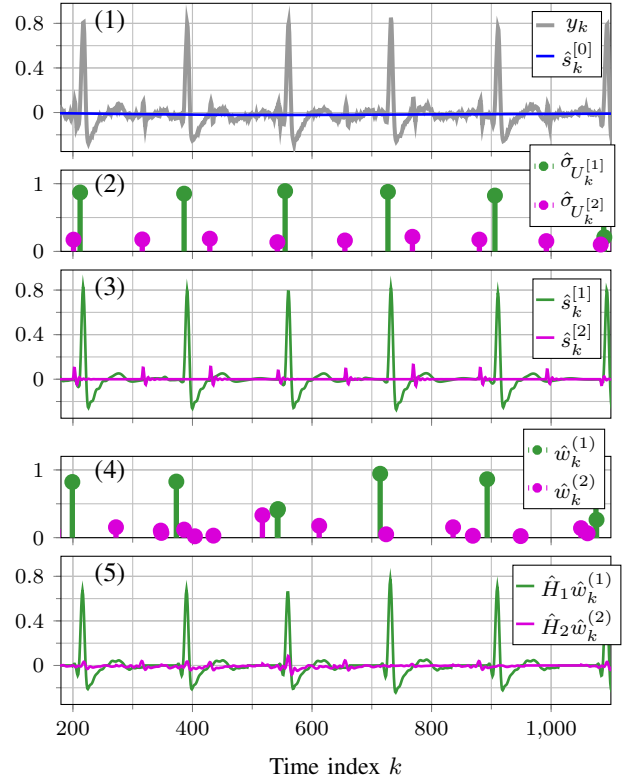 (1)
0.8
0.4
0
y_k
ŝ_k^{[0]}
(2)
1
0
σ̂_{U_k^{[1]}}
σ̂_{U_k^{[2]}}
(3)
0.8
0.4
0
ŝ_k^{[1]}
ŝ_k^{[2]}
(4)
1
0
ŵ_k^{(1)}
ŵ_k^{(2)}
(5)
0.8
0.4
0
Ĥ_1ŵ_k^{(1)}
Ĥ_2ŵ_k^{(2)}
200 400 600 800 1,000
Time index k